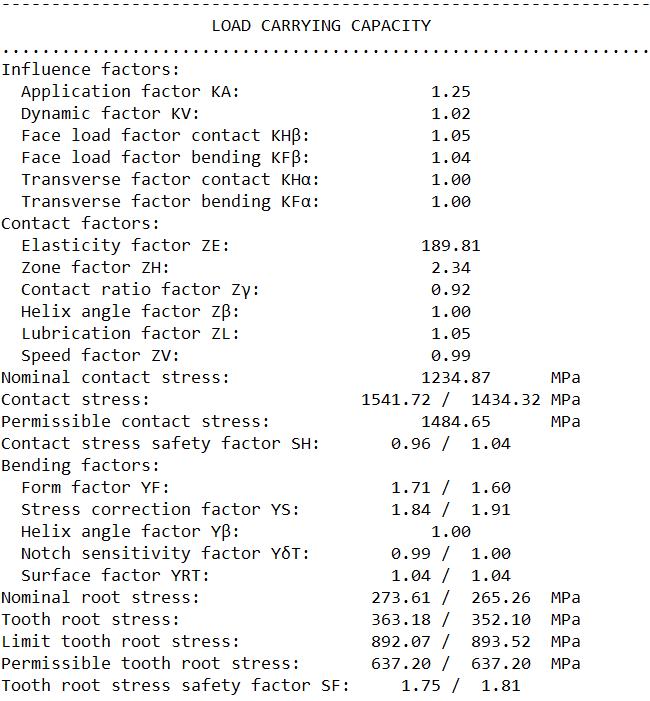 -----------------------------------------------------------------
LOAD CARRYING CAPACITY
.................................................................
Influence factors:
Application factor KA: 1.25
Dynamic factor KV: 1.02
Face load factor contact KHβ: 1.05
Face load factor bending KFβ: 1.04
Transverse factor contact KHα: 1.00
Transverse factor bending KFα: 1.00
Contact factors:
Elasticity factor ZE: 189.81
Zone factor ZH: 2.34
Contact ratio factor Zγ: 0.92
Helix angle factor Zβ: 1.00
Lubrication factor ZL: 1.05
Speed factor ZV: 0.99
Nominal contact stress: 1234.87 MPa
Contact stress: 1541.72 / 1434.32 MPa
Permissible contact stress: 1484.65 MPa
Contact stress safety factor SH: 0.96 / 1.04
Bending factors:
Form factor YF: 1.71 / 1.60
Stress correction factor YS: 1.84 / 1.91
Helix angle factor Yβ: 1.00
Notch sensitivity factor YδT: 0.99 / 1.00
Surface factor YRT: 1.04 / 1.04
Nominal root stress: 273.61 / 265.26 MPa
Tooth root stress: 363.18 / 352.10 MPa
Limit tooth root stress: 892.07 / 893.52 MPa
Permissible tooth root stress: 637.20 / 637.20 MPa
Tooth root stress safety factor SF: 1.75 / 1.81